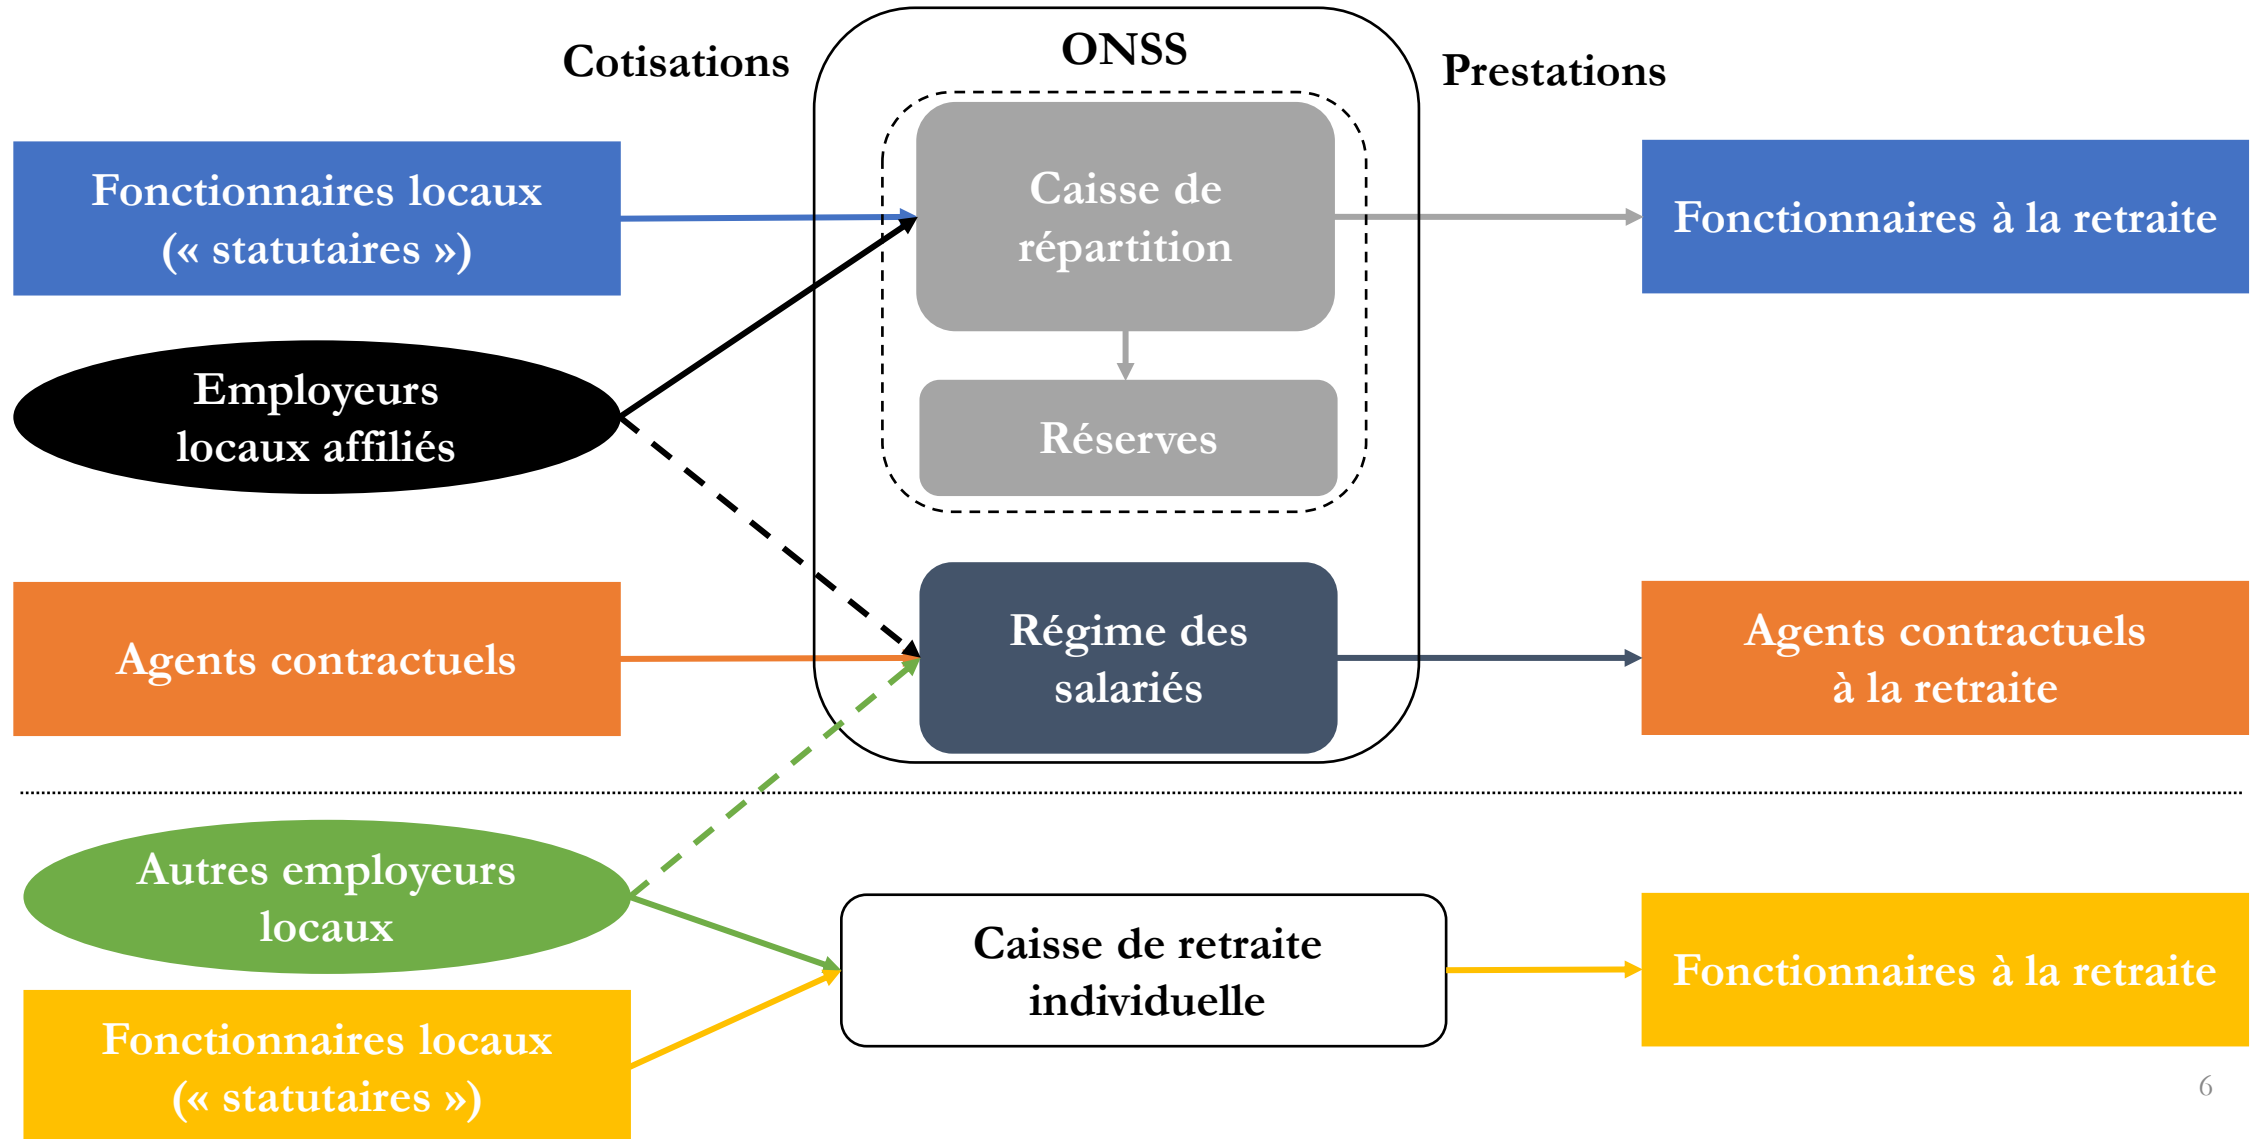 Cotisations
ONSS
Prestations
Fonctionnaires locaux
(« statutaires »)
Caisse de
répartition
Fonctionnaires à la retraite
Employeurs
locaux affiliés
Réserves
Agents contractuels
Régime des
salariés
Agents contractuels
à la retraite
Autres employeurs
locaux
Caisse de retraite
individuelle
Fonctionnaires à la retraite
Fonctionnaires locaux
(« statutaires »)
6